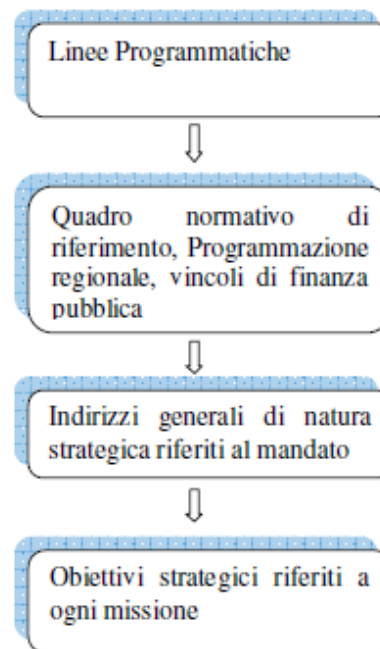 Linee Programmatiche
Quadro normativo di
riferimento, Programmazione
regionale, vincoli di finanza
pubblica
Indirizzi generali di natura
strategica riferiti al mandato
Obiettivi strategici riferiti a
ogni missione